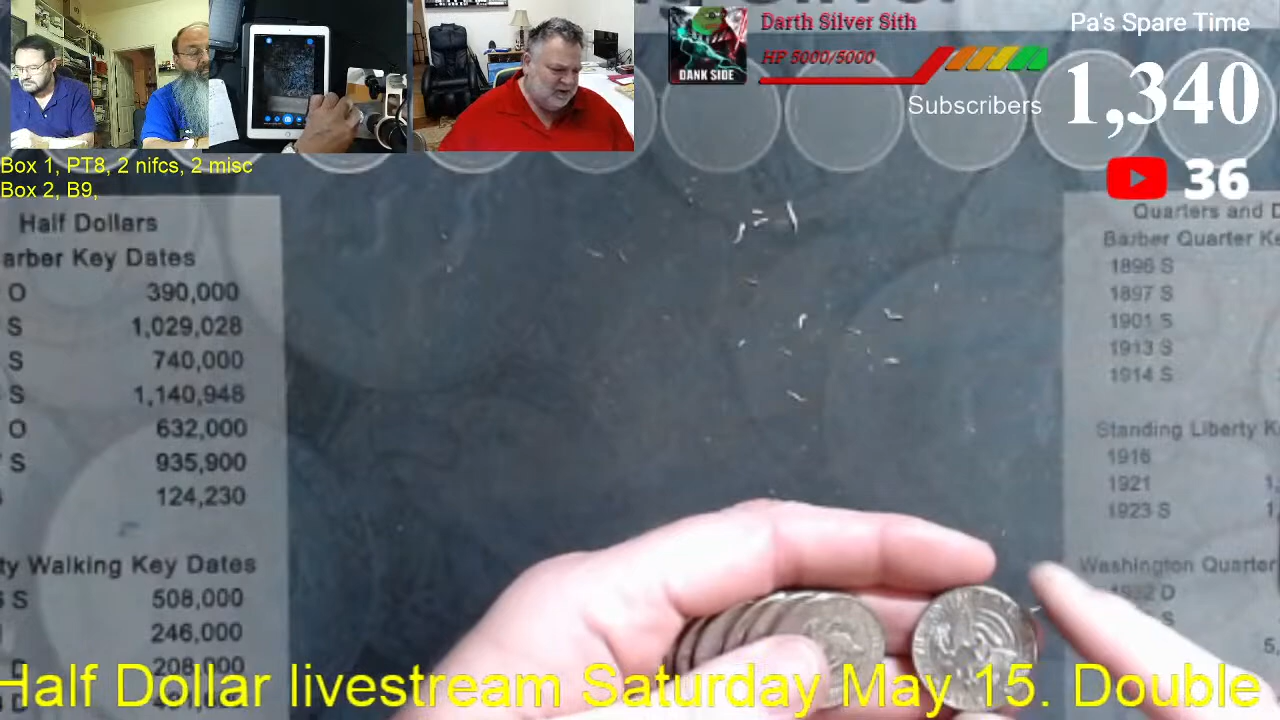 Darth Silver Sith
HP 5000/5000
DANK SIDE
Pa's Spare Time
Subscribers 1,340
36
Box 1, PT8, 2 nifcs, 2 misc
Box 2, B9,
Half Dollars
arber Key Dates
O 390,000
S 1,029,028
S 740,000
S 1,140,948
O 632,000
S 935,900
124,230
ty Walking Key Dates
S 508,000
246,000
D 208,000
Quarters and D
Barber Quarter Ke
1896 S
1897 S
1901 S
1913 S
1914 S
Standing Liberty K
1916
1921
1923 S
Washington Quarter
1932 D
S
Half Dollar livestream Saturday May 15. Double